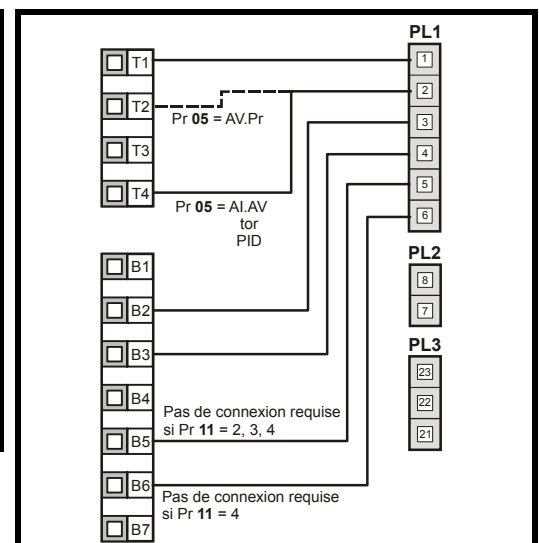 PL1
T1
1
T2
2
Pr 05 = AV.Pr
3
T3
4
T4
5
Pr 05 = AI.AV
tor
PID
6
PL2
B1
8
B2
7
PL3
B3
23
B4
22
Pas de connexion requise
si Pr 11 = 2, 3, 4
B5
21
B6
Pas de connexion requise
si Pr 11 = 4
B7